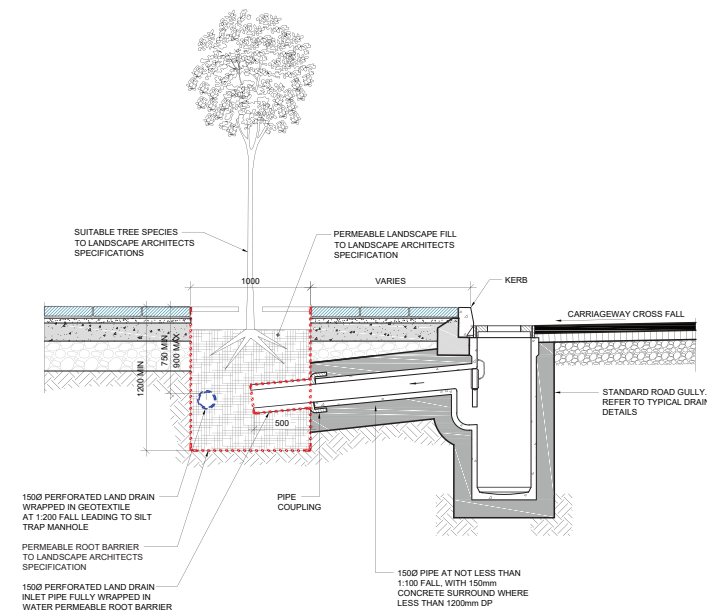 SUITABLE TREE SPECIES
TO LANDSCAPE ARCHITECTS
SPECIFICATIONS
PERMEABLE LANDSCAPE FILL
TO LANDSCAPE ARCHITECTS
SPECIFICATION
1000
VARIES
KERB
CARRIAGEWAY CROSS FALL
1200 MIN
750 MIN
900 MAX
500
STANDARD ROAD GULLY.
REFER TO TYPICAL DRAIN
DETAILS
150Ø PERFORATED LAND DRAIN
WRAPPED IN GEOTEXTILE
AT 1:200 FALL LEADING TO SILT
TRAP MANHOLE
PIPE
COUPLING
PERMEABLE ROOT BARRIER
TO LANDSCAPE ARCHITECTS
SPECIFICATION
150Ø PERFORATED LAND DRAIN
INLET PIPE FULLY WRAPPED IN
WATER PERMEABLE ROOT BARRIER
150Ø PIPE AT NOT LESS THAN
1:100 FALL, WITH 150mm
CONCRETE SURROUND WHERE
LESS THAN 1200mm DP